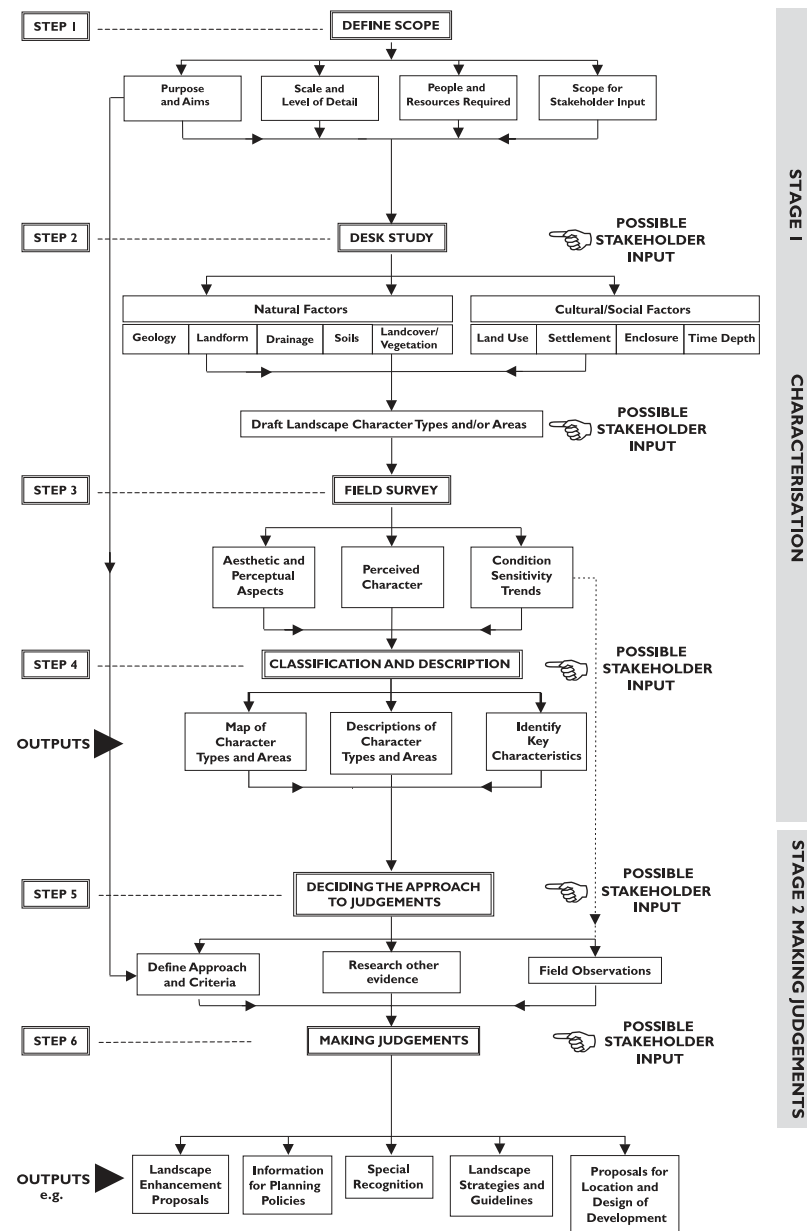 STEP 1
DEFINE SCOPE
Purpose
and Aims
Scale and
Level of Detail
People and
Resources Required
Scope for
Stakeholder Input
STEP 2
DESK STUDY
POSSIBLE
STAKEHOLDER
INPUT
Natural Factors
Geology
Landform
Drainage
Soils
Landcover/
Vegetation
Cultural/Social Factors
Land Use
Settlement
Enclosure
Time Depth
Draft Landscape Character Types and/or Areas
POSSIBLE
STAKEHOLDER
INPUT
STEP 3
FIELD SURVEY
Aesthetic and
Perceptual
Aspects
Perceived
Character
Condition
Sensitivity
Trends
STEP 4
CLASSIFICATION AND DESCRIPTION
POSSIBLE
STAKEHOLDER
INPUT
OUTPUTS
Map of
Character
Types and Areas
Descriptions of
Character
Types and Areas
Identify
Key
Characteristics
STEP 5
DECIDING THE APPROACH
TO JUDGEMENTS
POSSIBLE
STAKEHOLDER
INPUT
Define Approach
and Criteria
Research other
evidence
Field Observations
STEP 6
MAKING JUDGEMENTS
POSSIBLE
STAKEHOLDER
INPUT
OUTPUTS
e.g.
Landscape
Enhancement
Proposals
Information
for Planning
Policies
Special
Recognition
Landscape
Strategies and
Guidelines
Proposals for
Location and
Design of
Development
STAGE 1
CHARACTERISATION
STAGE 2 MAKING JUDGEMENTS